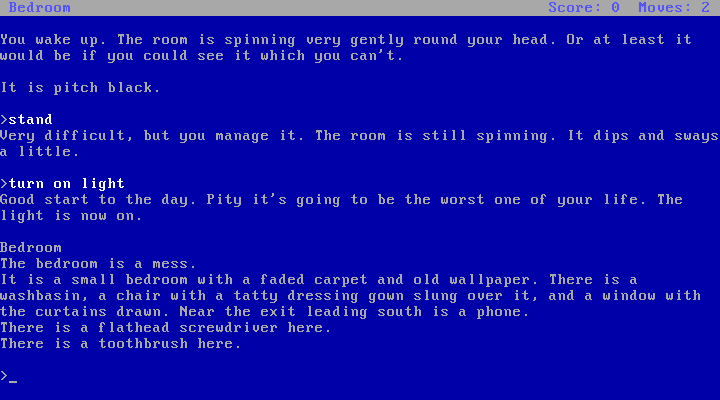 Bedroom Score: 0 Moves: 2
You wake up. The room is spinning very gently round your head. Or at least it
would be if you could see it which you can't.
It is pitch black.
>stand
Very difficult, but you manage it. The room is still spinning. It dips and sways
a little.
>turn on light
Good start to the day. Pity it's going to be the worst one of your life. The
light is now on.
Bedroom
The bedroom is a mess.
It is a small bedroom with a faded carpet and old wallpaper. There is a
washbasin, a chair with a tatty dressing gown slung over it, and a window with
the curtains drawn. Near the exit leading south is a phone.
There is a flathead screwdriver here.
There is a toothbrush here.
>_